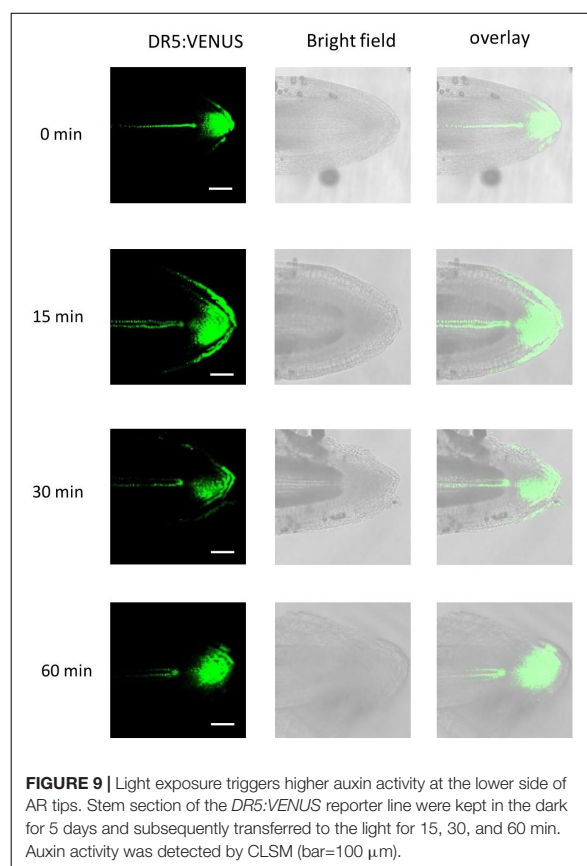 DR5:VENUS Bright field overlay
0 min
15 min
30 min
60 min
FIGURE 9 | Light exposure triggers higher auxin activity at the lower side of
AR tips. Stem section of the DR5:VENUS reporter line were kept in the dark
for 5 days and subsequently transferred to the light for 15, 30, and 60 min.
Auxin activity was detected by CLSM (bar=100 μm).